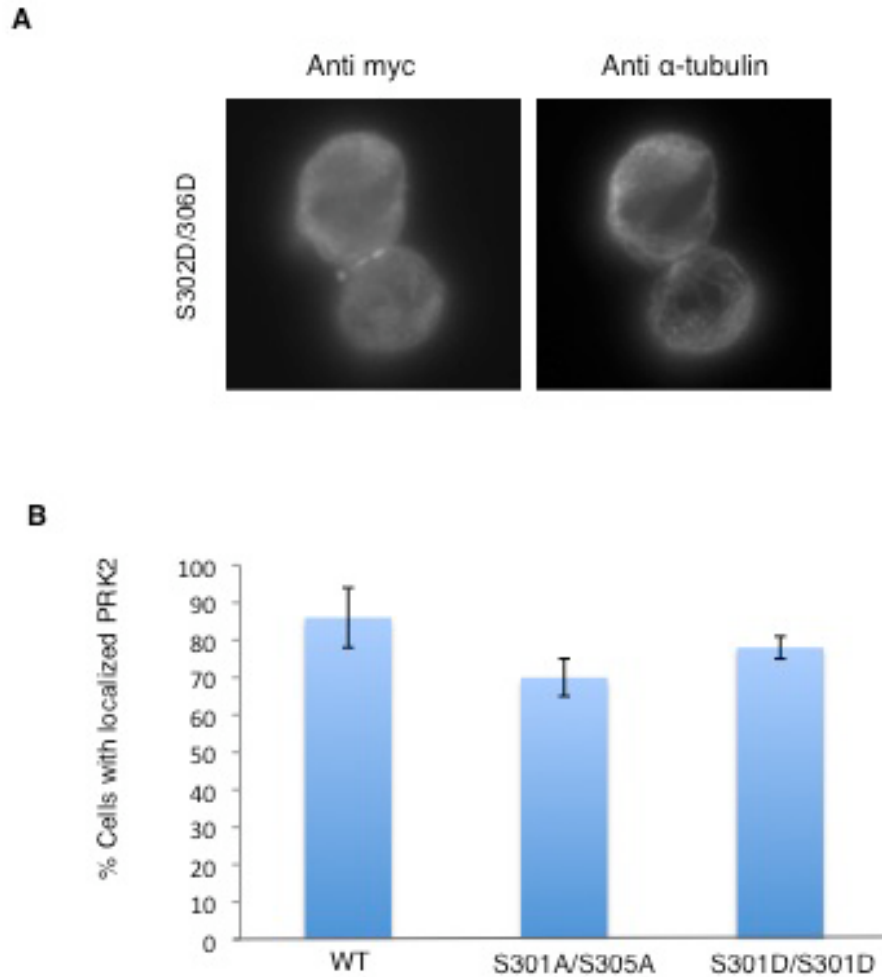 A
Anti myc
Anti α-tubulin
S302D/306D
B
% Cells with localized PRK2
100
90
80
70
60
50
40
30
20
10
0
WT
S301A/S305A
S301D/S301D